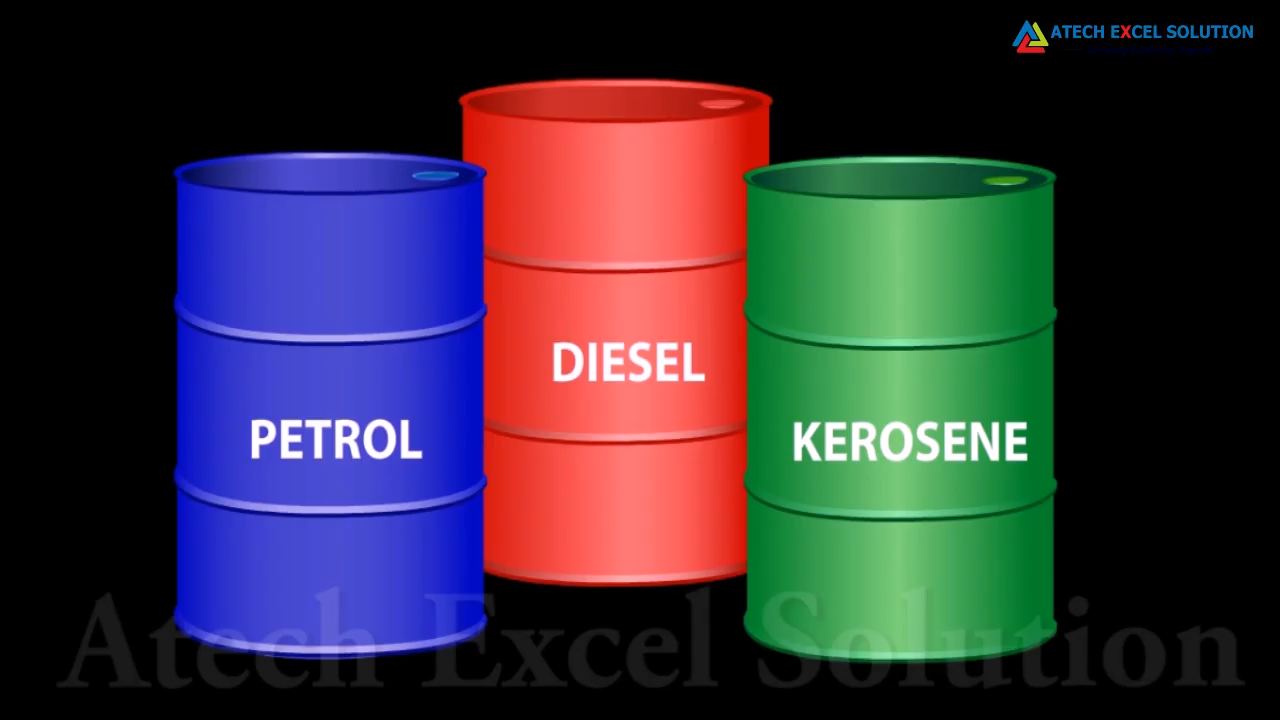 ATECH EXCEL SOLUTION
DIESEL
PETROL
KEROSENE
Atech Excel Solution